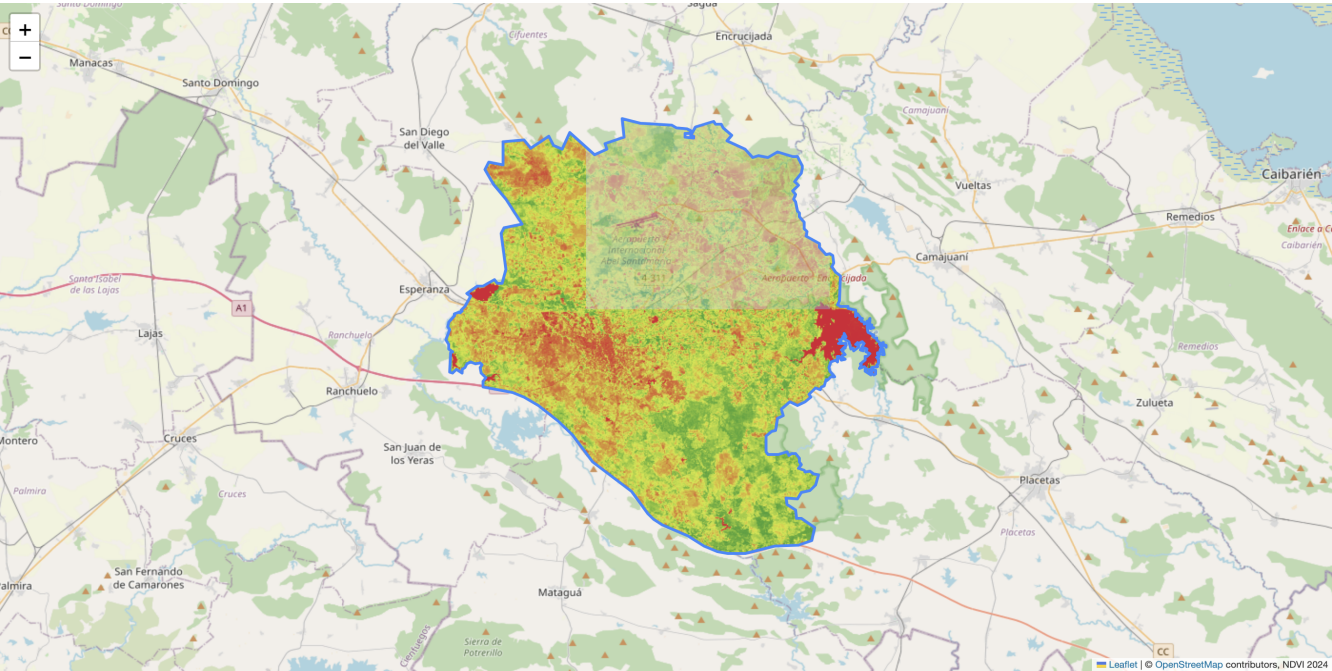 Santo Domingo
Sagua
+
−
Cifuentes
Encrucijada
Manacas
Santo Domingo
Camajuaní
San Diego
del Valle
Caibarién
Vueltas
Remedios
Enlace a C
Caibarién
Aeropuerto
Internacional
Abel Santamaría
Camajuaní
Santa Isabel
de las Lajas
Esperanza
A1
Lajas
Ranchuelo
Remedios
Ranchuelo
Zulueta
Montero
Cruces
San Juan de
los Yeras
Palmira
Cruces
Placetas
Placetas
San Fernando
de Camarones
almira
Mataguá
Cienfuegos
Sierra de
Potrerillo
CC
Leaflet | © OpenStreetMap contributors, NDVI 2024